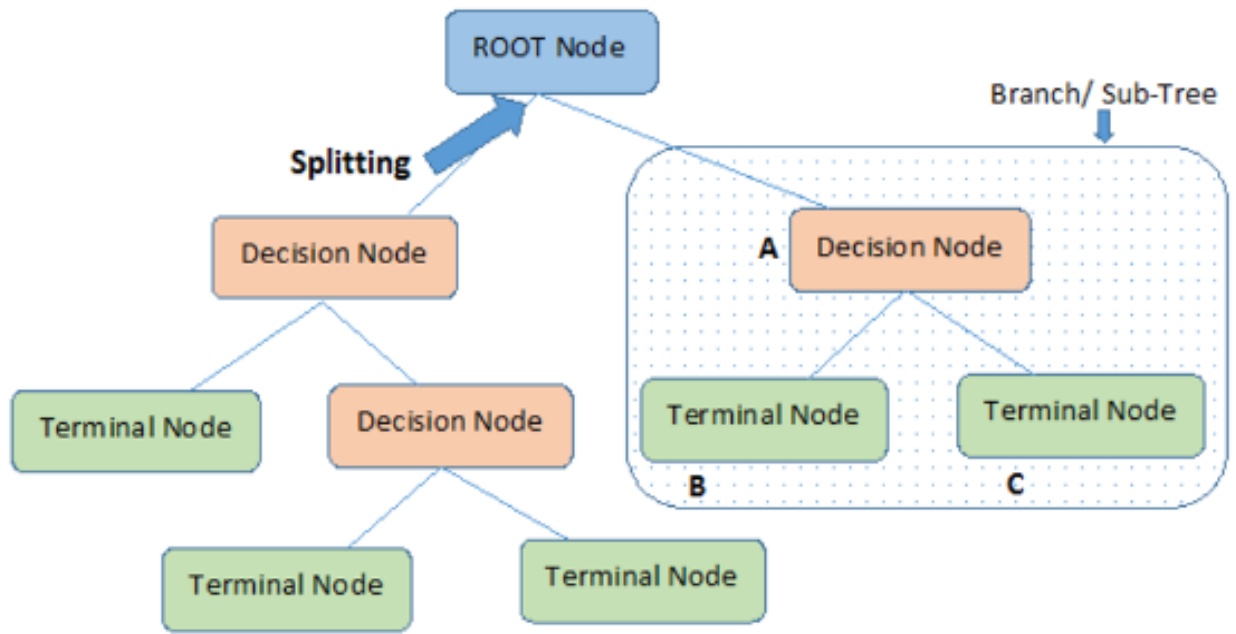 ROOT Node
Branch/ Sub-Tree
Splitting
Decision Node
A
Decision Node
Terminal Node
Decision Node
Terminal Node
Terminal Node
B
C
Terminal Node
Terminal Node